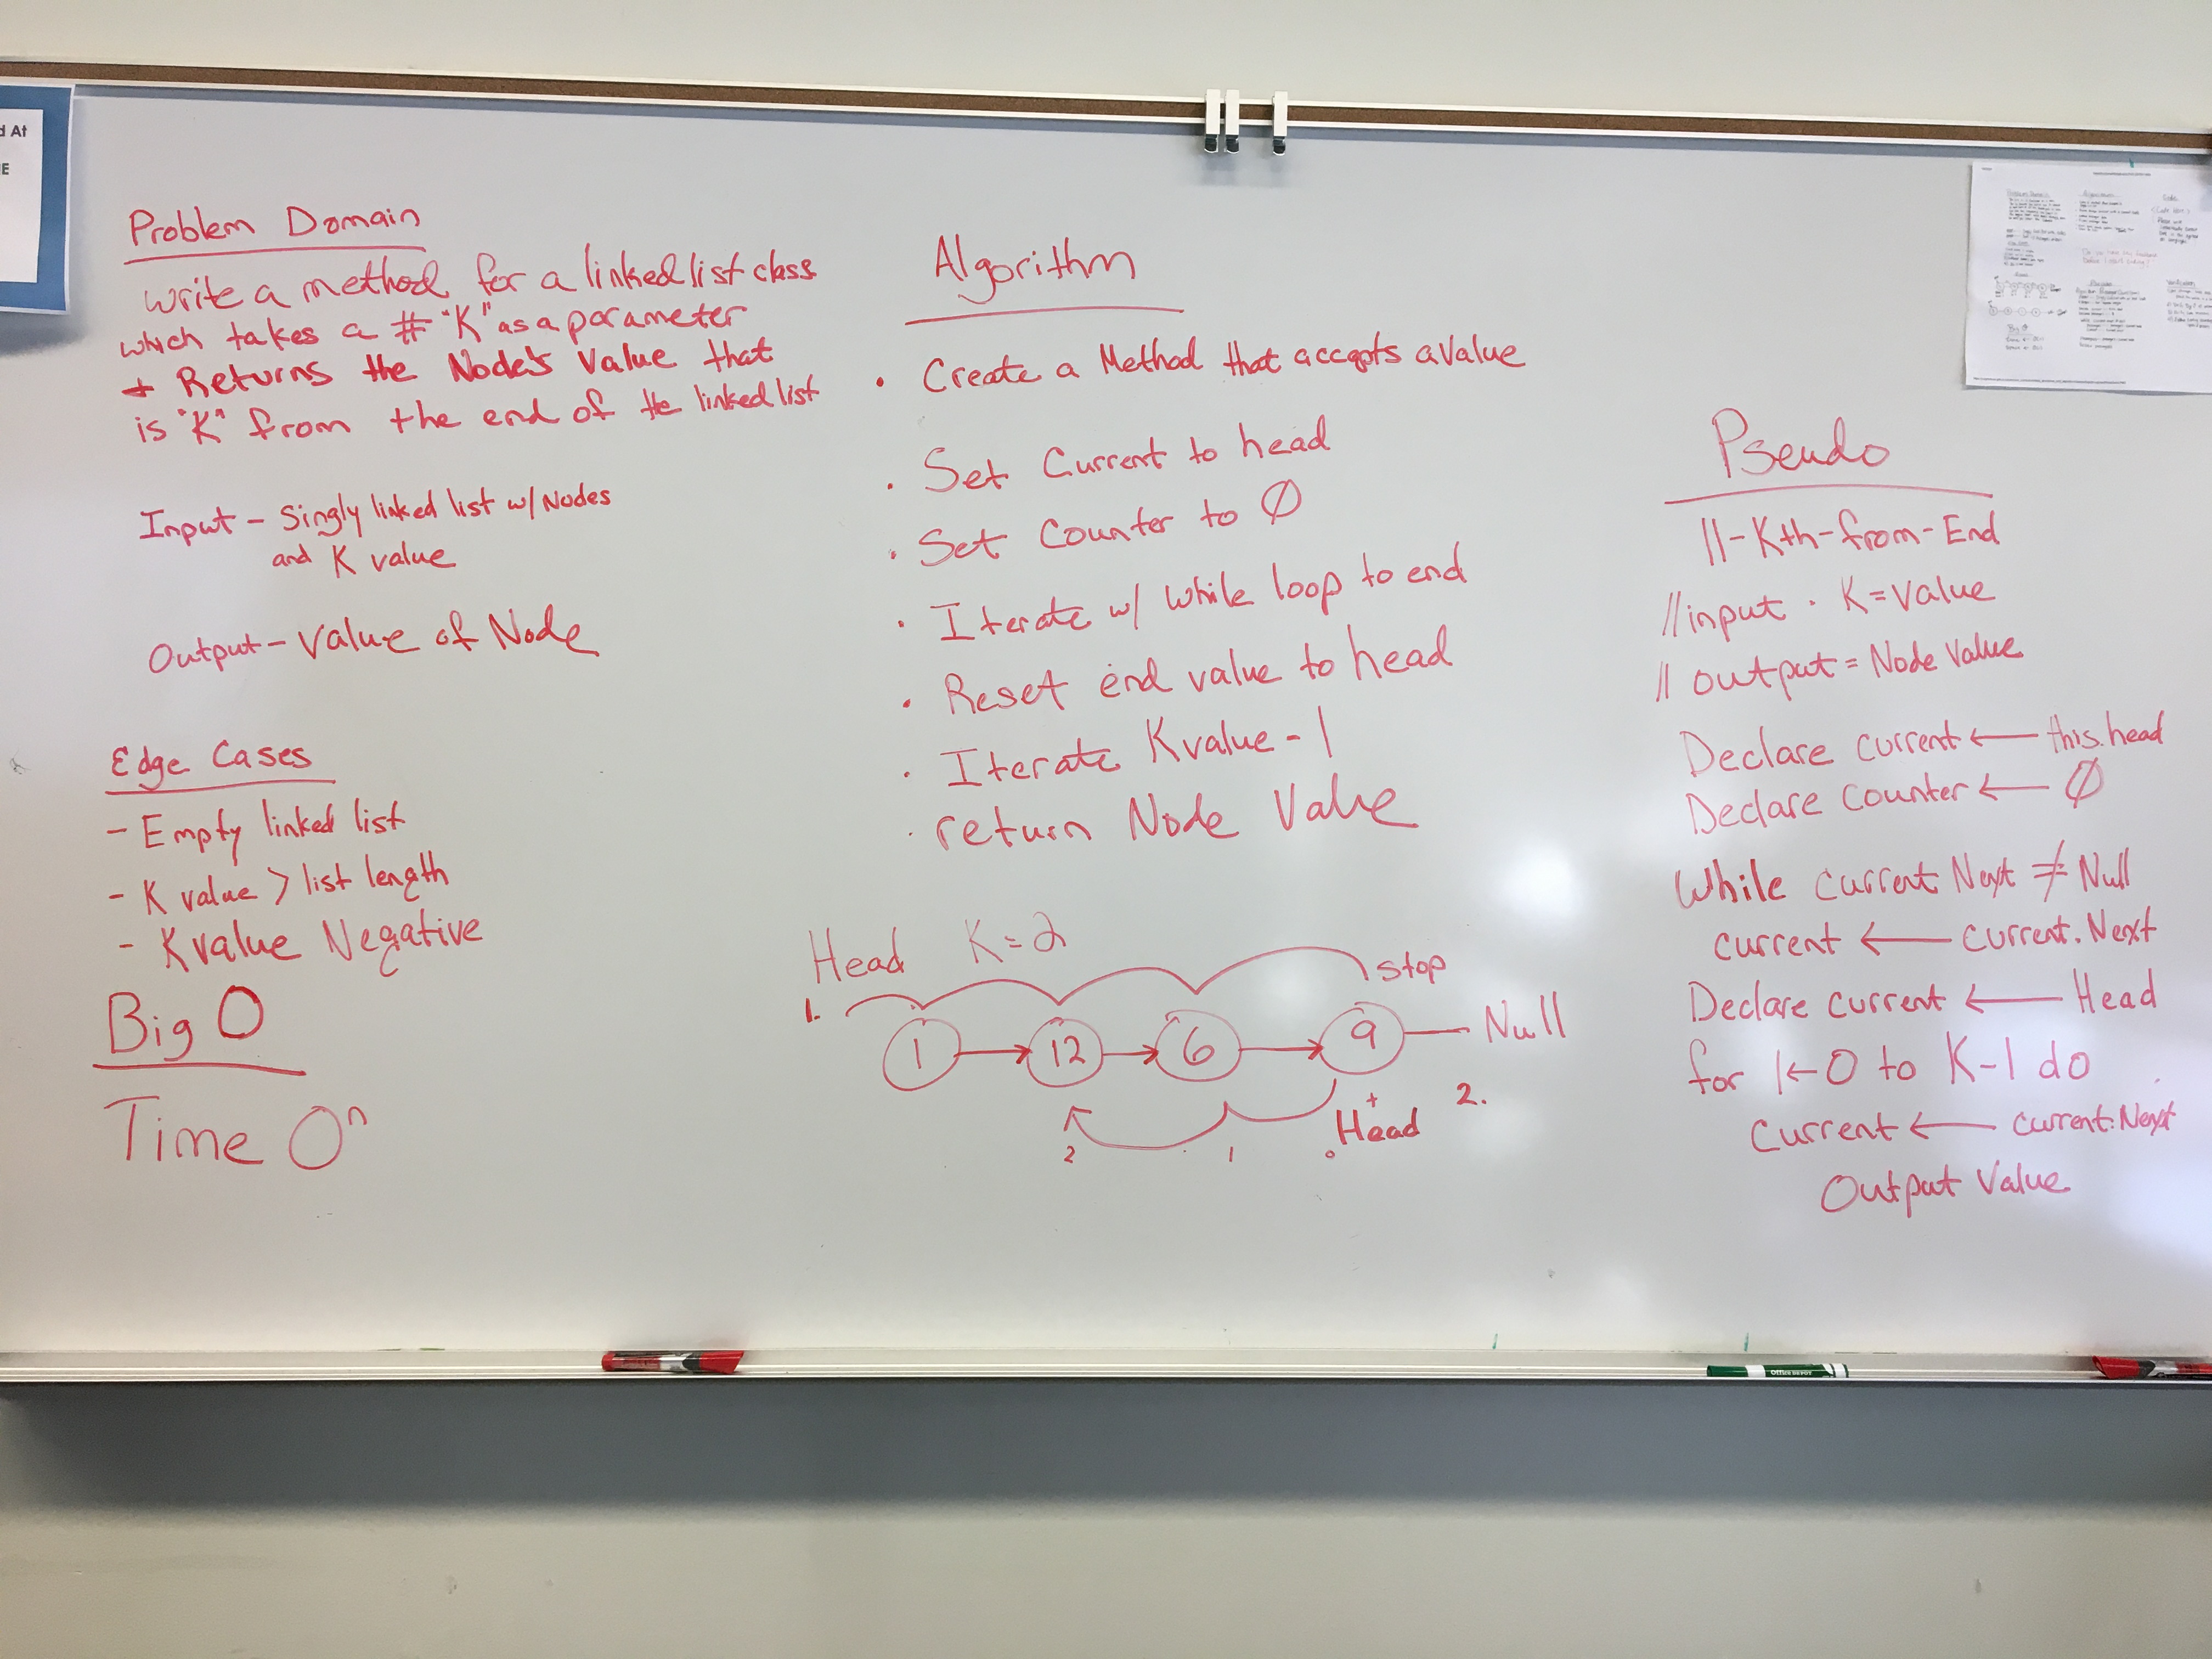 d At
E
Problem Domain
Write a method for a linked list class
which takes a # "K" as a parameter
+ Returns the Node's Value that
is "K" from the end of the linked list
Input - Singly linked list w/ Nodes
and K value
Output - Value of Node
Edge Cases
- Empty linked list
- K value > list length
- K value Negative
Big O
Time Oⁿ
Algorithm
· Create a Method that accepts a value
· Set Current to head
· Set Counter to Ø
· Iterate w/ While loop to end
· Reset end value to head
· Iterate K value - 1
· return Node Value
Head K=2
1. stop
1 → 12 → 6 → 9 — Null
2 1 0 Head 2.
Pseudo
// - Kth - from - End
// input · K = Value
// output = Node Value
Declare current ← this.head
Declare Counter ← Ø
While current Next ≠ Null
current ← current.Next
Declare current ← Head
for I ← 0 to K-1 do
Current ← current.Next
Output Value
Office DEPOT